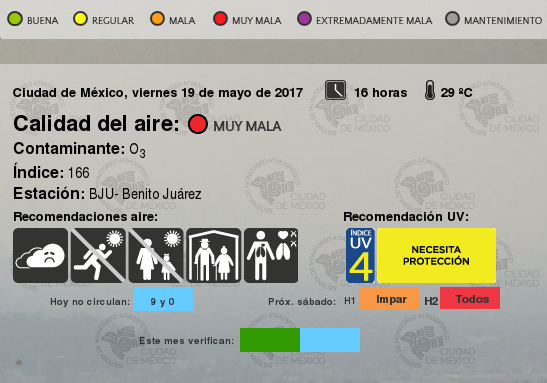 BUENA REGULAR MALA MUY MALA EXTREMADAMENTE MALA MANTENIMIENTO
Ciudad de México, viernes 19 de mayo de 2017 16 horas 29 ºC
Calidad del aire: MUY MALA
Contaminante: O3
Índice: 166
Estación: BJU- Benito Juárez
Recomendaciones aire: Recomendación UV:
ÍNDICE
UV
4
NECESITA
PROTECCIÓN
Hoy no circulan: 9 y 0 Próx. sábado: H1 Impar H2 Todos
Este mes verifican:
CIUDAD
DE MÉXICO